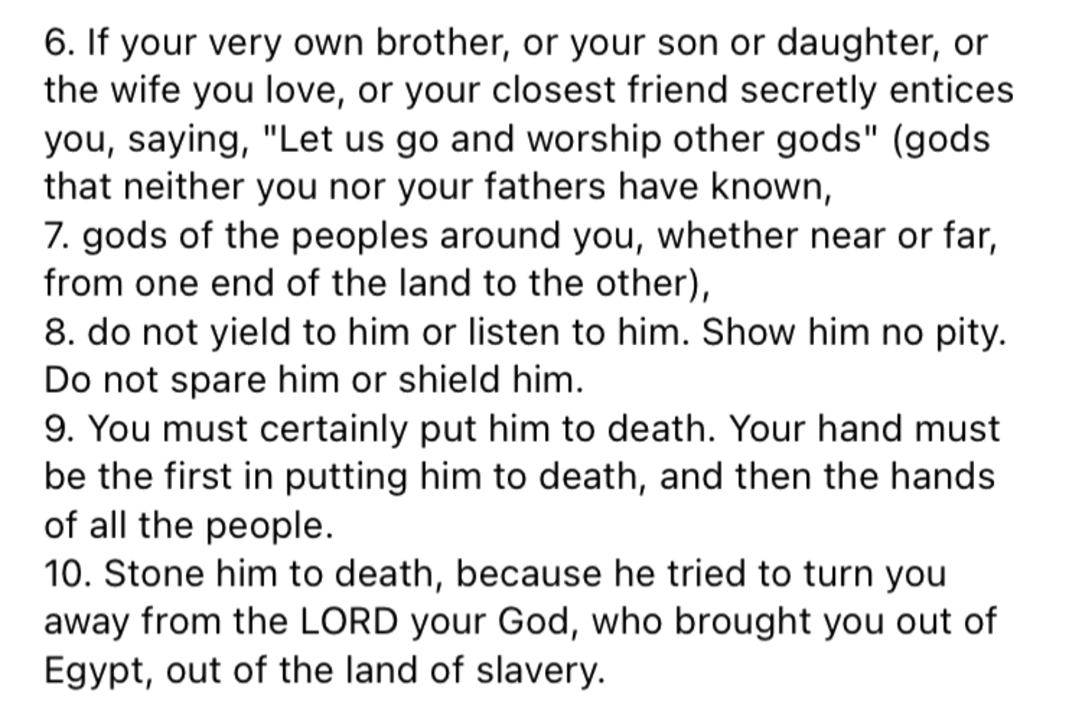 6. If your very own brother, or your son or daughter, or
the wife you love, or your closest friend secretly entices
you, saying, "Let us go and worship other gods" (gods
that neither you nor your fathers have known,
7. gods of the peoples around you, whether near or far,
from one end of the land to the other),
8. do not yield to him or listen to him. Show him no pity.
Do not spare him or shield him.
9. You must certainly put him to death. Your hand must
be the first in putting him to death, and then the hands
of all the people.
10. Stone him to death, because he tried to turn you
away from the LORD your God, who brought you out of
Egypt, out of the land of slavery.